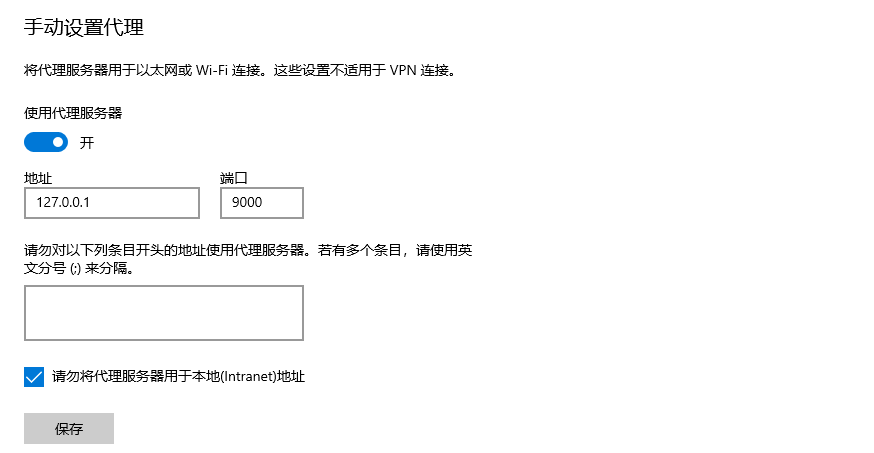 手动设置代理
将代理服务器用于以太网或 Wi-Fi 连接。这些设置不适用于 VPN 连接。
使用代理服务器
开
地址 端口
127.0.0.1 9000
请勿对以下列条目开头的地址使用代理服务器。若有多个条目，请使用英
文分号 (;) 来分隔。
请勿将代理服务器用于本地(Intranet)地址
保存